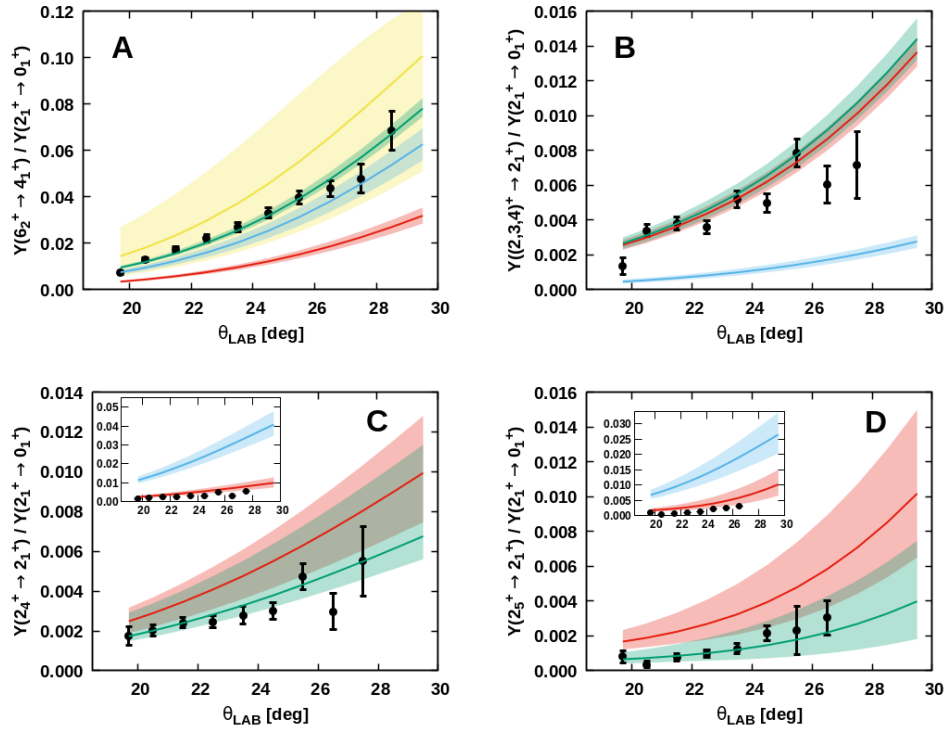 A
Y(6₂⁺ → 4₁⁺) / Y(2₁⁺ → 0₁⁺)
0.12
0.10
0.08
0.06
0.04
0.02
0.00
20 22 24 26 28 30
θLAB [deg]
B
Y((2,3,4)⁺ → 2₁⁺) / Y(2₁⁺ → 0₁⁺)
0.016
0.014
0.012
0.010
0.008
0.006
0.004
0.002
0.000
20 22 24 26 28 30
θLAB [deg]
C
Y(2₄⁺ → 2₁⁺) / Y(2₁⁺ → 0₁⁺)
0.014
0.012
0.010
0.008
0.006
0.004
0.002
0.000
20 22 24 26 28 30
θLAB [deg]
0.05
0.04
0.03
0.02
0.01
0.00
20 22 24 26 28 30
D
Y(2₅⁺ → 2₁⁺) / Y(2₁⁺ → 0₁⁺)
0.016
0.014
0.012
0.010
0.008
0.006
0.004
0.002
0.000
20 22 24 26 28 30
θLAB [deg]
0.030
0.025
0.020
0.015
0.010
0.005
0.000
20 22 24 26 28 30